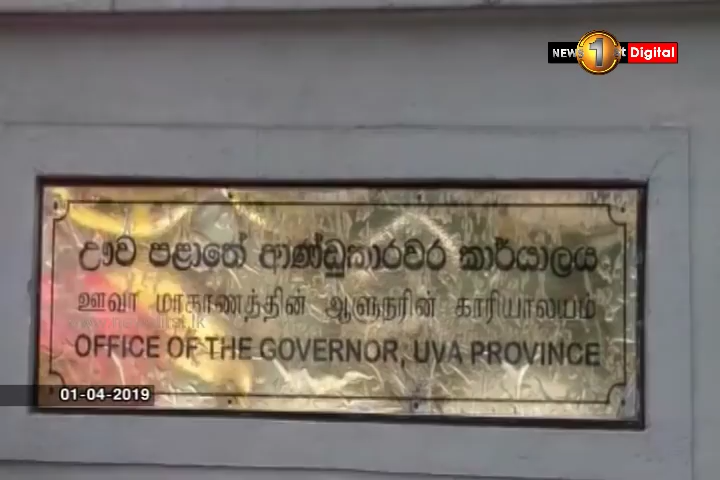 NEWS 1st Digital
ඌව පළාතේ ආණ්ඩුකාරවර කාර්යාලය
ஊவா மாகாணத்தின் ஆளுநரின் காரியாலயம்
OFFICE OF THE GOVERNOR, UVA PROVINCE
01-04-2019